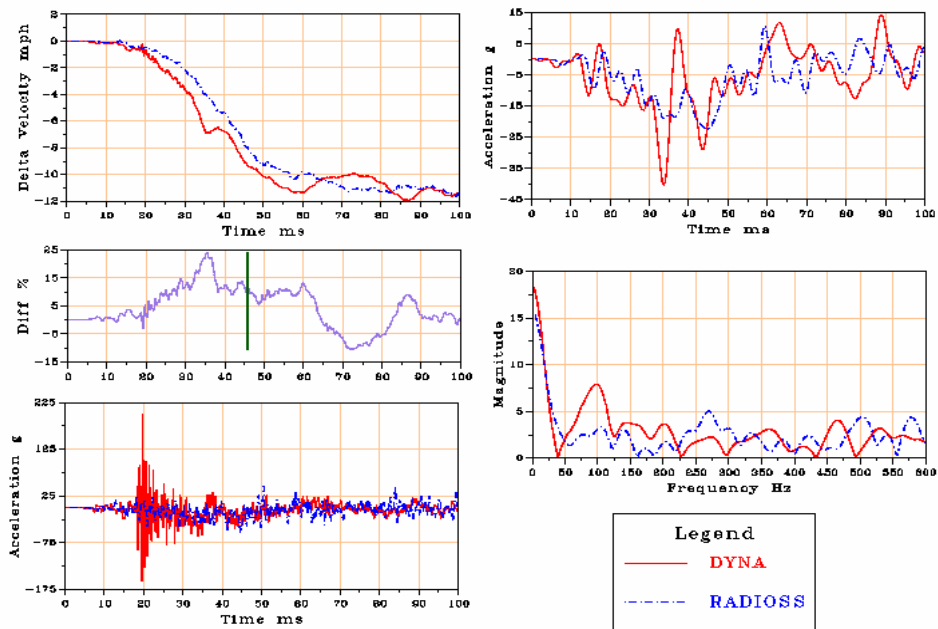 Delta Velocity mph
2
0
-2
-4
-6
-8
-10
-12
0 10 20 30 40 50 60 70 80 90 100
Time ms
Acceleration g
15
5
-5
-15
-25
-35
-45
0 10 20 30 40 50 60 70 80 90 100
Time ms
Diff %
25
15
5
-5
-15
0 10 20 30 40 50 60 70 80 90 100
Magnitude
20
15
10
5
0
0 50 100 150 200 250 300 350 400 450 500 550 600
Frequency Hz
Acceleration g
225
125
25
-75
-175
0 10 20 30 40 50 60 70 80 90 100
Time ms
Legend
DYNA
RADIOSS